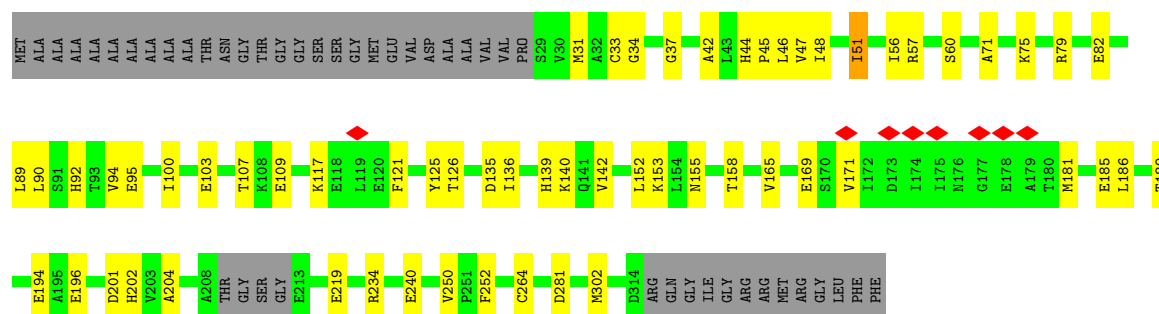 MET ALA ALA ALA ALA ALA ALA ALA ALA ALA THR ASN GLY THR GLY GLY SER SER GLY MET GLU VAL ASP ALA ALA VAL VAL PRO S29 V30 M31 A32 C33 G34 G37 A42 L43 H44 P45 L46 V47 I48 I51 I56 R57 S60 A71 K75 R79 E82
L89 L90 S91 H92 T93 V94 E95 I100 E103 T107 K108 E109 K117 E118 L119 E120 F121 Y125 T126 D135 I136 H139 K140 Q141 V142 L152 K153 L154 N155 T158 V165 E169 S170 V171 I172 D173 I174 I175 N176 G177 E178 A179 T180 M181 E185 L186
E194 A195 E196 D201 H202 V203 A204 A208 THR GLY SER GLY E213 E219 R234 E240 V250 P251 F252 C264 D281 M302 D314 ARG GLN GLY ILE GLY ARG ARG MET ARG GLY LEU PHE PHE